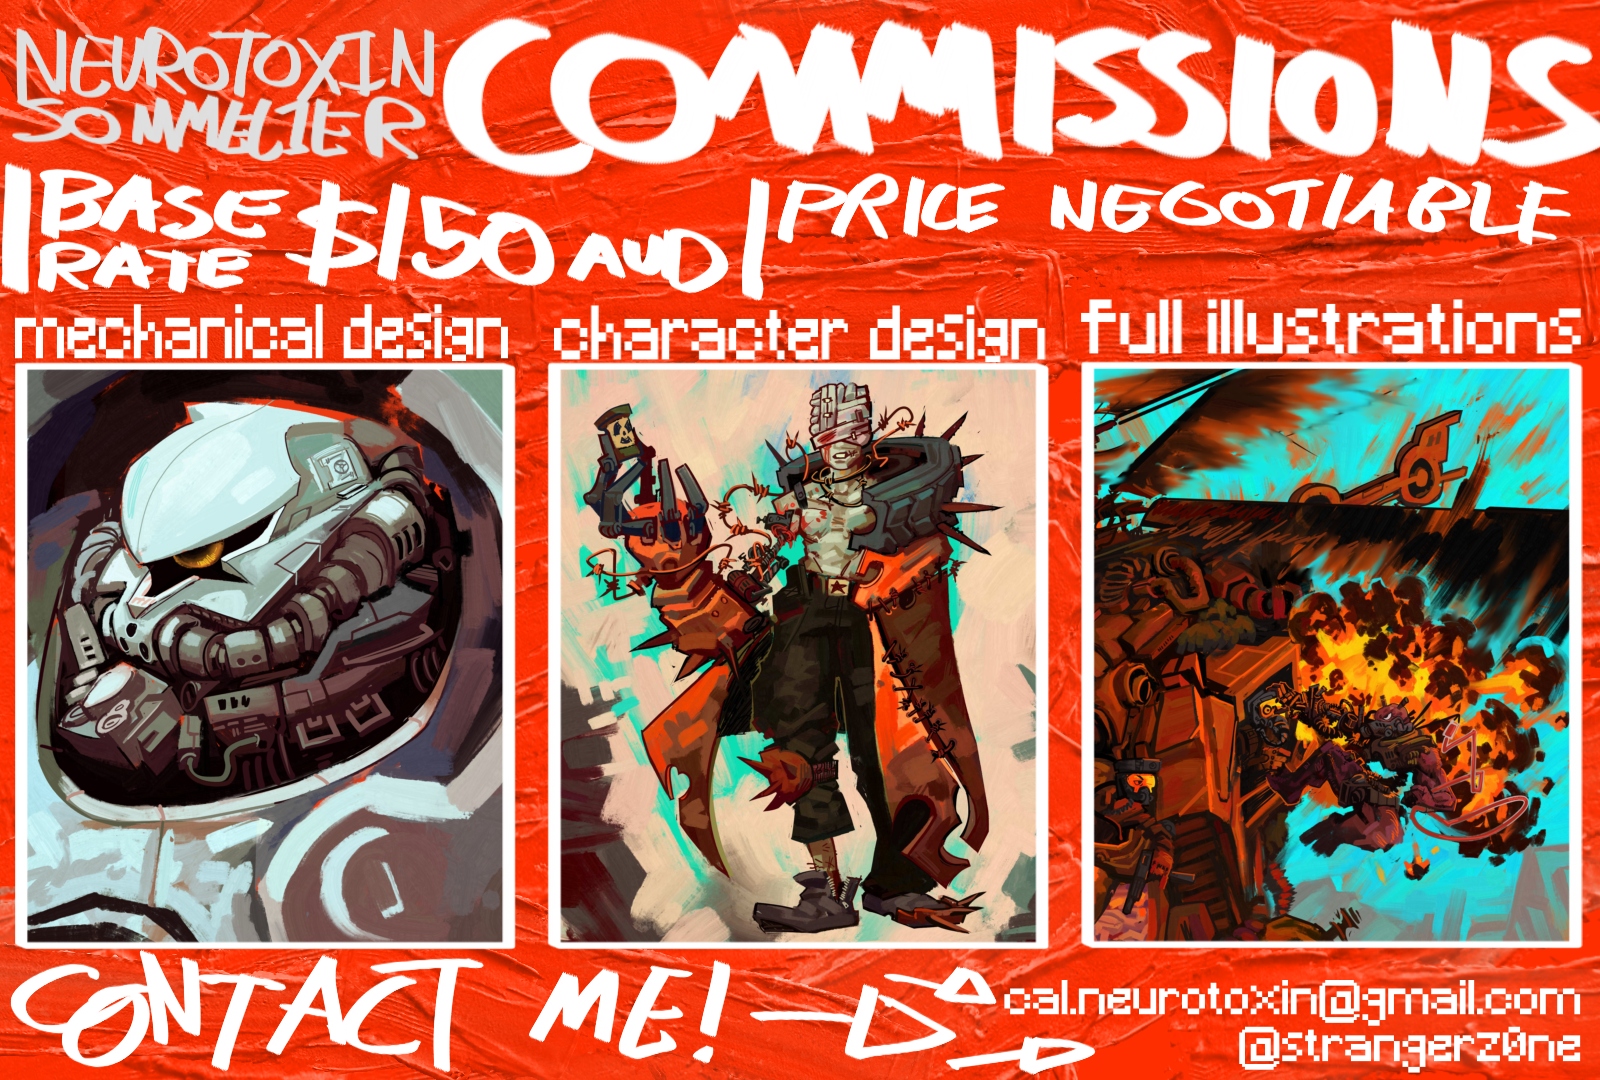 NEUROTOXIN
SOMMEL1ER
COMMISSIONS
BASE
RATE
$150 AUD
PRICE NEGOTIABLE
mechanical design
character design
full illustrations
CONTACT ME!
cal.neurotoxin@gmail.com
@strangerz0ne